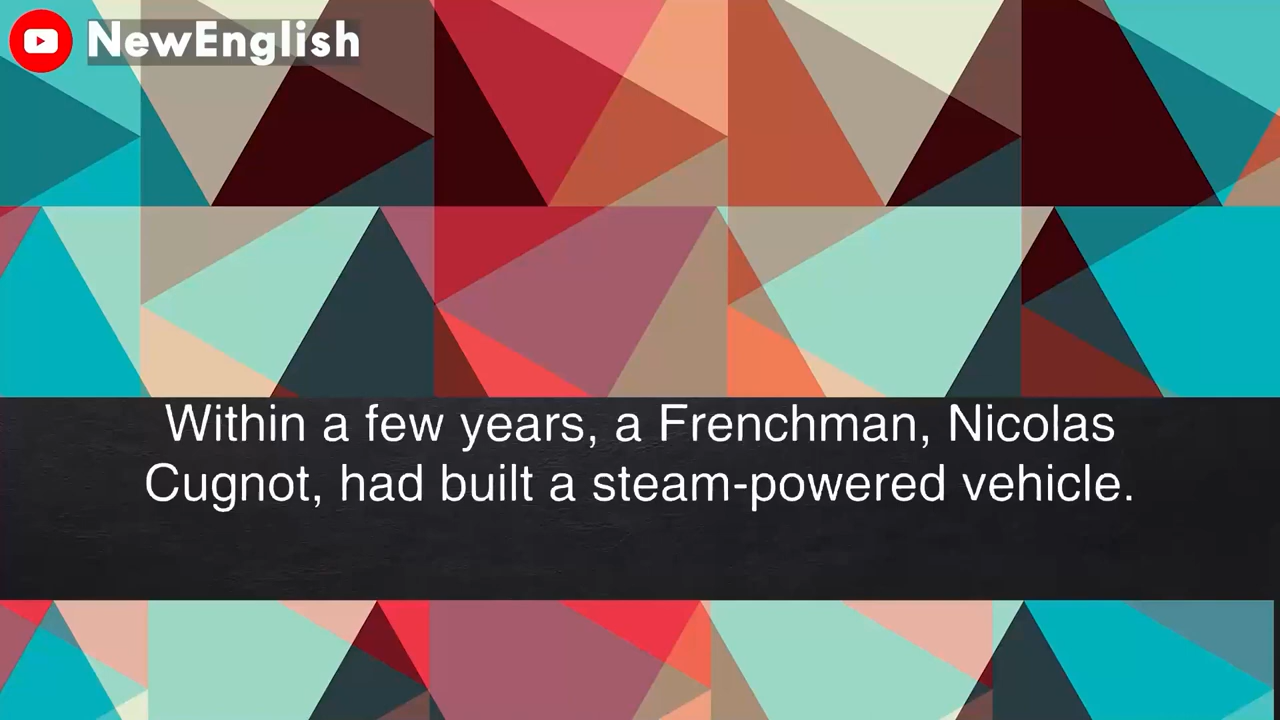 NewEnglish
Within a few years, a Frenchman, Nicolas
Cugnot, had built a steam-powered vehicle.